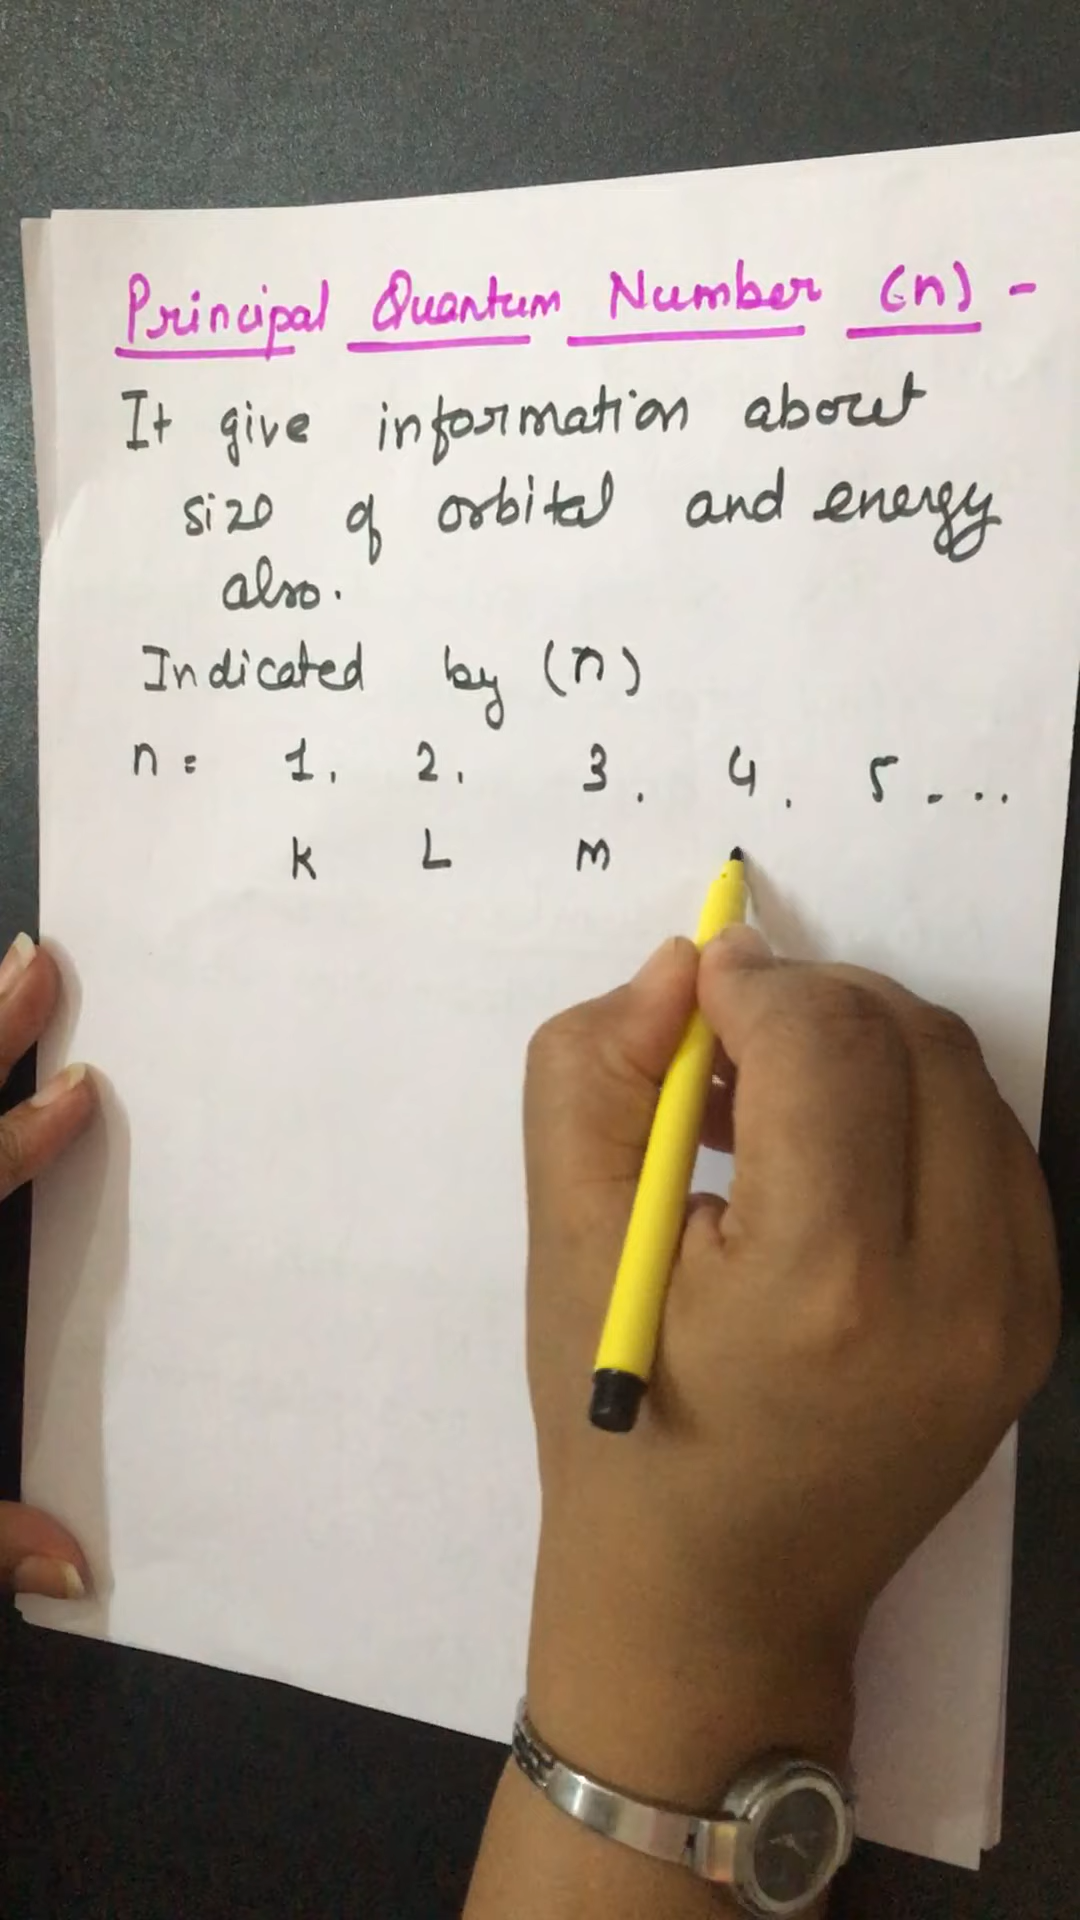 Principal Quantum Number (n) -
It give information about
size of orbital and energy
also.
Indicated by (n)
n = 1, 2, 3, 4, 5 - ...
K L M